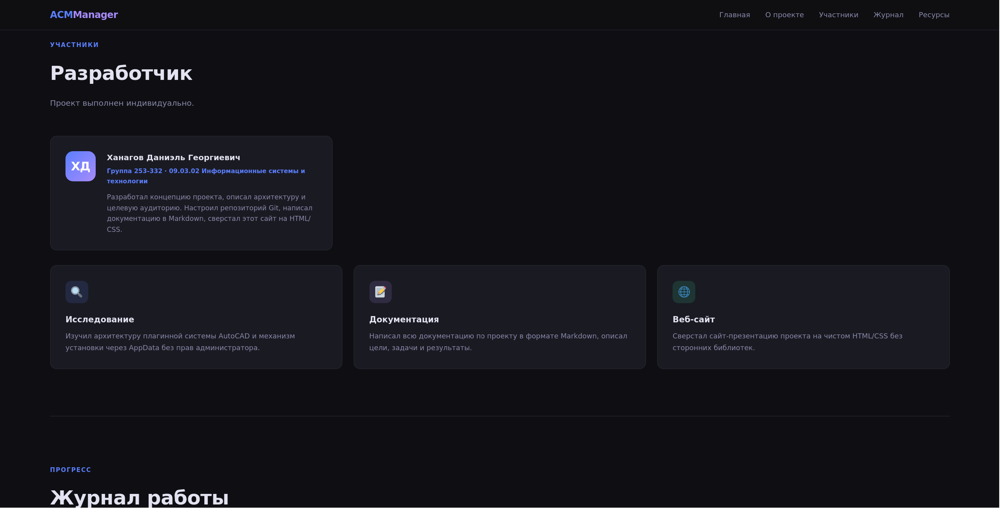 ACMManager
Главная О проекте Участники Журнал Ресурсы
УЧАСТНИКИ
Разработчик
Проект выполнен индивидуально.
ХД
Ханагов Даниэль Георгиевич
Группа 253-332 · 09.03.02 Информационные системы и
технологии
Разработал концепцию проекта, описал архитектуру и
целевую аудиторию. Настроил репозиторий Git, написал
документацию в Markdown, сверстал этот сайт на HTML/
CSS.
Исследование
Изучил архитектуру плагинной системы AutoCAD и механизм
установки через AppData без прав администратора.
Документация
Написал всю документацию по проекту в формате Markdown, описал
цели, задачи и результаты.
Веб-сайт
Сверстал сайт-презентацию проекта на чистом HTML/CSS без
сторонних библиотек.
ПРОГРЕСС
Журнал работы